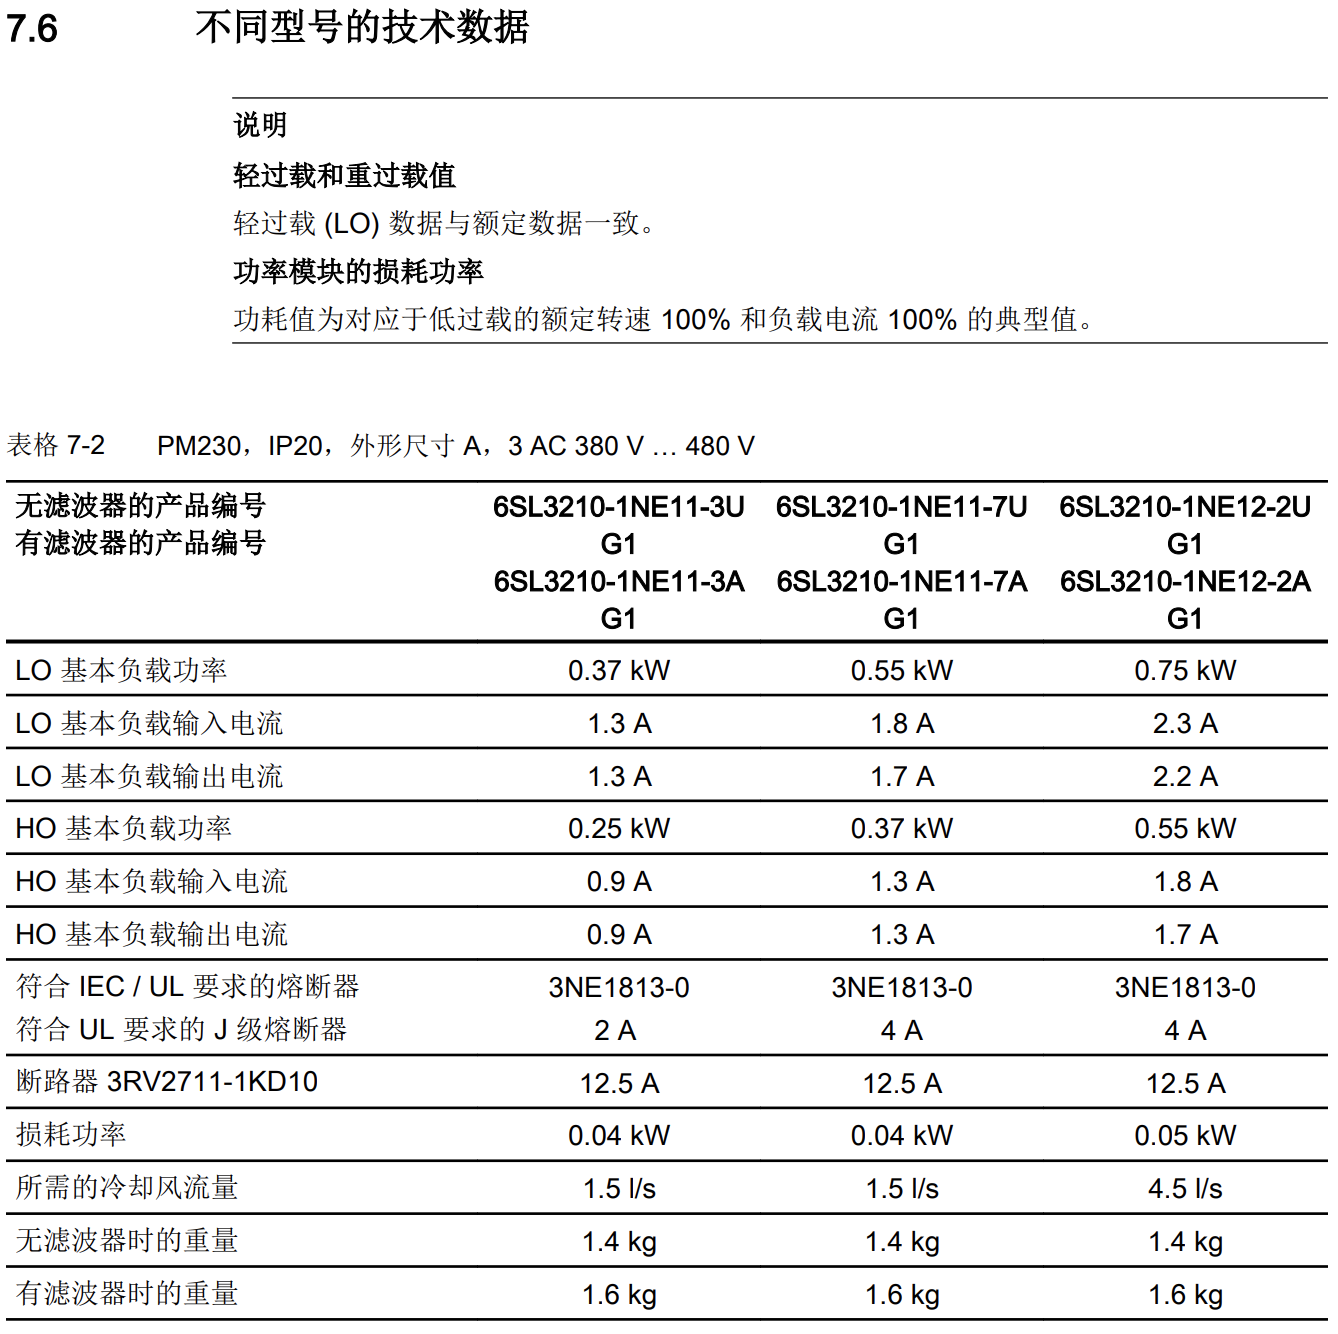 7.6 不同型号的技术数据
说明
轻过载和重过载值
轻过载 (LO) 数据与额定数据一致。
功率模块的损耗功率
功耗值为对应于低过载的额定转速 100% 和负载电流 100% 的典型值。
表格 7-2 PM230，IP20，外形尺寸 A，3 AC 380 V … 480 V
无滤波器的产品编号 6SL3210-1NE11-3U 6SL3210-1NE11-7U 6SL3210-1NE12-2U
有滤波器的产品编号 G1 G1 G1
6SL3210-1NE11-3A 6SL3210-1NE11-7A 6SL3210-1NE12-2A
G1 G1 G1
LO 基本负载功率 0.37 kW 0.55 kW 0.75 kW
LO 基本负载输入电流 1.3 A 1.8 A 2.3 A
LO 基本负载输出电流 1.3 A 1.7 A 2.2 A
HO 基本负载功率 0.25 kW 0.37 kW 0.55 kW
HO 基本负载输入电流 0.9 A 1.3 A 1.8 A
HO 基本负载输出电流 0.9 A 1.3 A 1.7 A
符合 IEC / UL 要求的熔断器 3NE1813-0 3NE1813-0 3NE1813-0
符合 UL 要求的 J 级熔断器 2 A 4 A 4 A
断路器 3RV2711-1KD10 12.5 A 12.5 A 12.5 A
损耗功率 0.04 kW 0.04 kW 0.05 kW
所需的冷却风流量 1.5 l/s 1.5 l/s 4.5 l/s
无滤波器时的重量 1.4 kg 1.4 kg 1.4 kg
有滤波器时的重量 1.6 kg 1.6 kg 1.6 kg